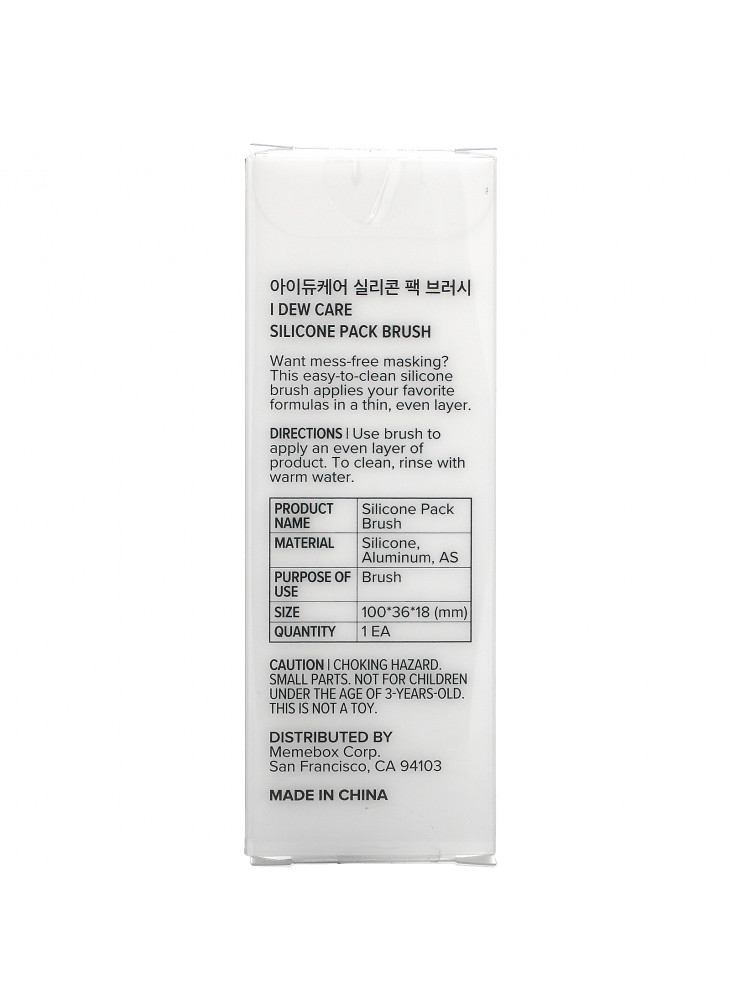 아이듀케어 실리콘 팩 브러시
I DEW CARE
SILICONE PACK BRUSH
Want mess-free masking?
This easy-to-clean silicone
brush applies your favorite
formulas in a thin, even layer.
DIRECTIONS | Use brush to
apply an even layer of
product. To clean, rinse with
warm water.
PRODUCT NAME Silicone Pack Brush
MATERIAL Silicone, Aluminum, AS
PURPOSE OF USE Brush
SIZE 100*36*18 (mm)
QUANTITY 1 EA
CAUTION | CHOKING HAZARD.
SMALL PARTS. NOT FOR CHILDREN
UNDER THE AGE OF 3-YEARS-OLD.
THIS IS NOT A TOY.
DISTRIBUTED BY
Memebox Corp.
San Francisco, CA 94103
MADE IN CHINA